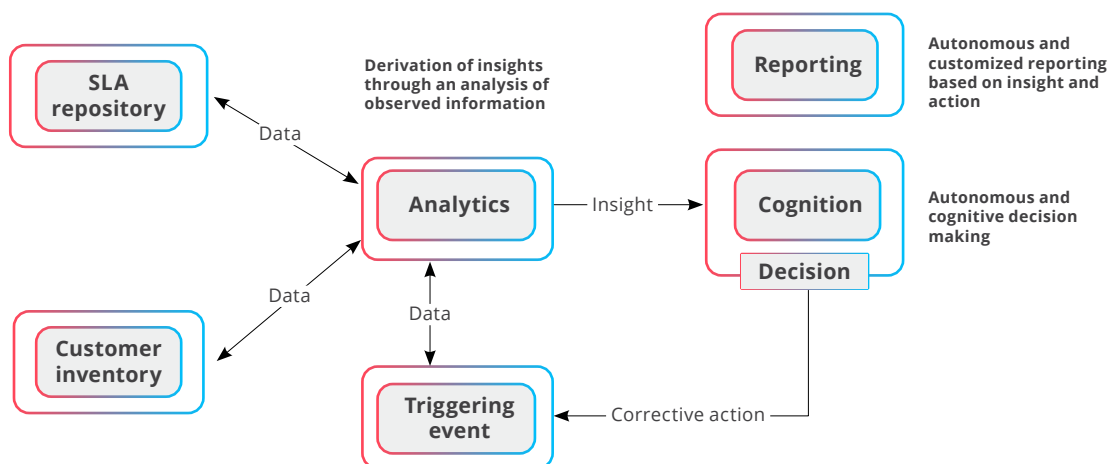 SLA
repository
Data
Derivation of insights
through an analysis of
observed information
Reporting
Autonomous and
customized reporting
based on insight and
action
Analytics
Insight
Cognition
Decision
Autonomous and
cognitive decision
making
Data
Data
Customer
inventory
Triggering
event
Corrective action